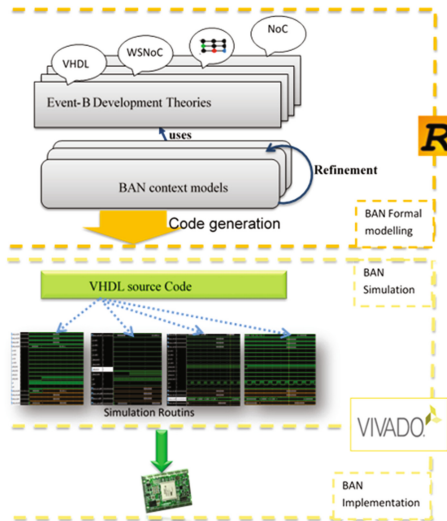 NoC
WSNoC
VHDL
Event-B Development Theories
uses
Refinement
BAN context models
Code generation
BAN Formal
modelling
BAN
Simulation
VHDL source Code
Simulation Routins
VIVADO
BAN
Implementation
R